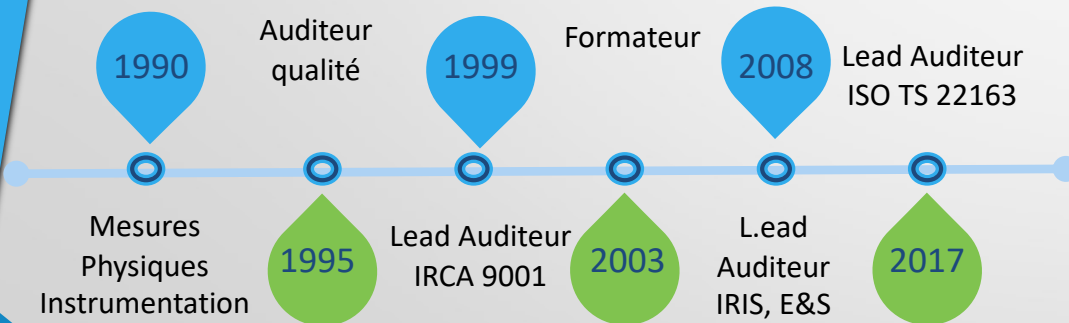 1990
Mesures
Physiques
Instrumentation
Auditeur
qualité
1995
1999
Lead Auditeur
IRCA 9001
Formateur
2003
2008
L.ead
Auditeur
IRIS, E&S
Lead Auditeur
ISO TS 22163
2017